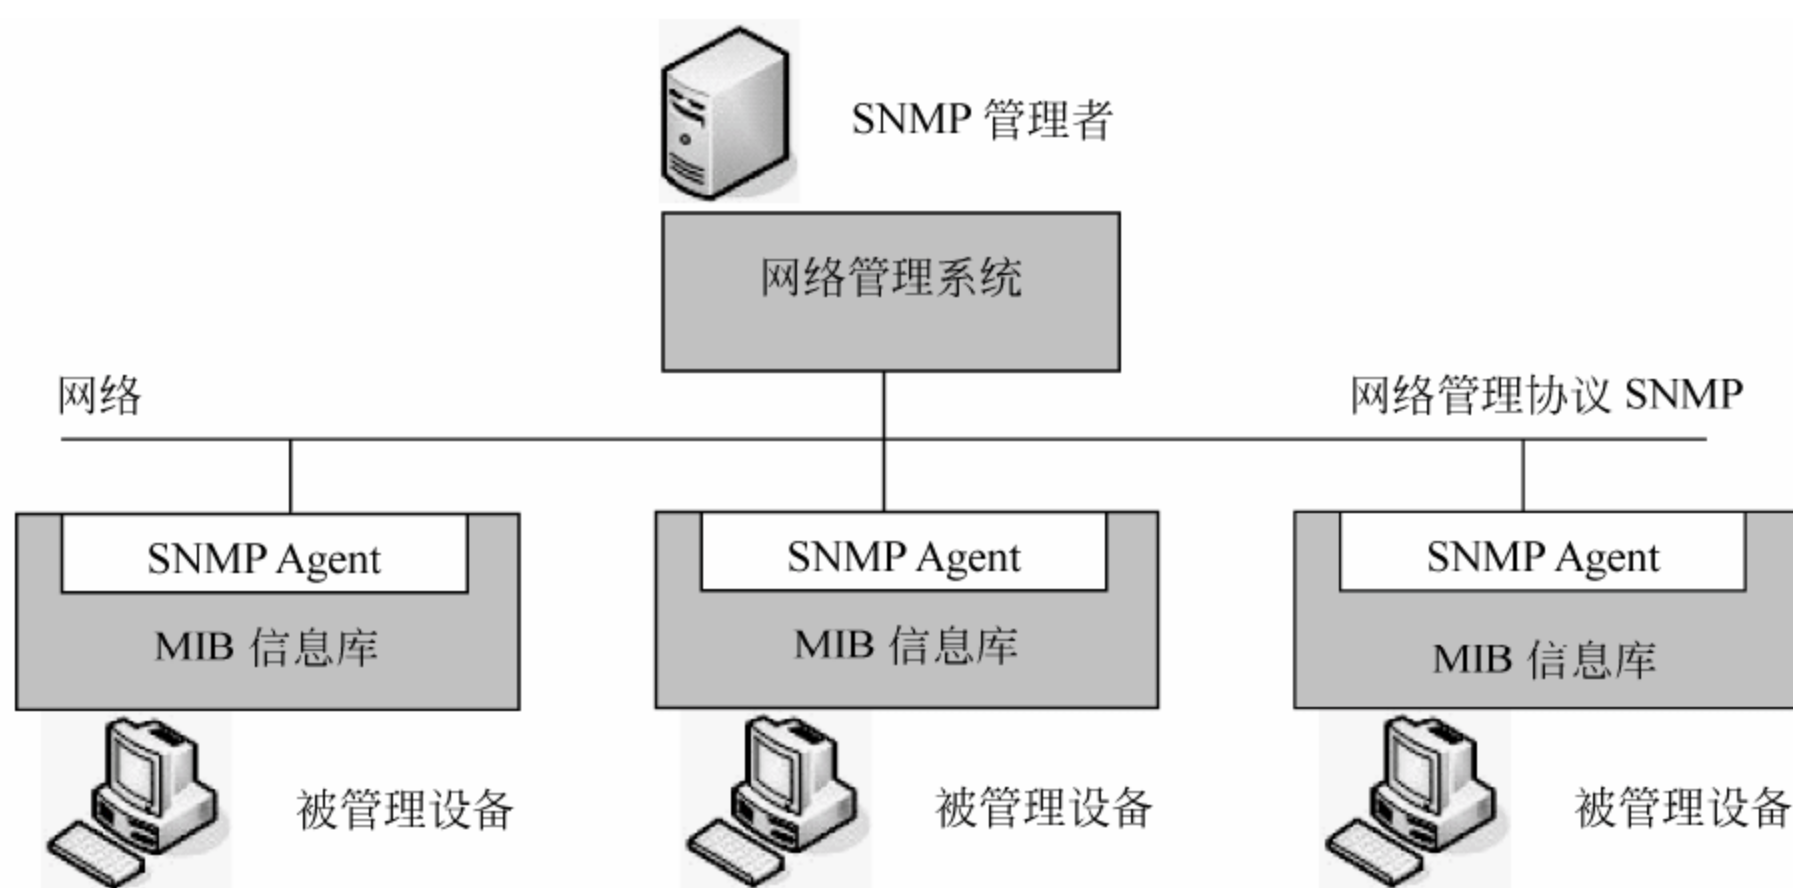 SNMP 管理者
网络管理系统
网络
网络管理协议 SNMP
SNMP Agent
SNMP Agent
SNMP Agent
MIB 信息库
MIB 信息库
MIB 信息库
被管理设备
被管理设备
被管理设备